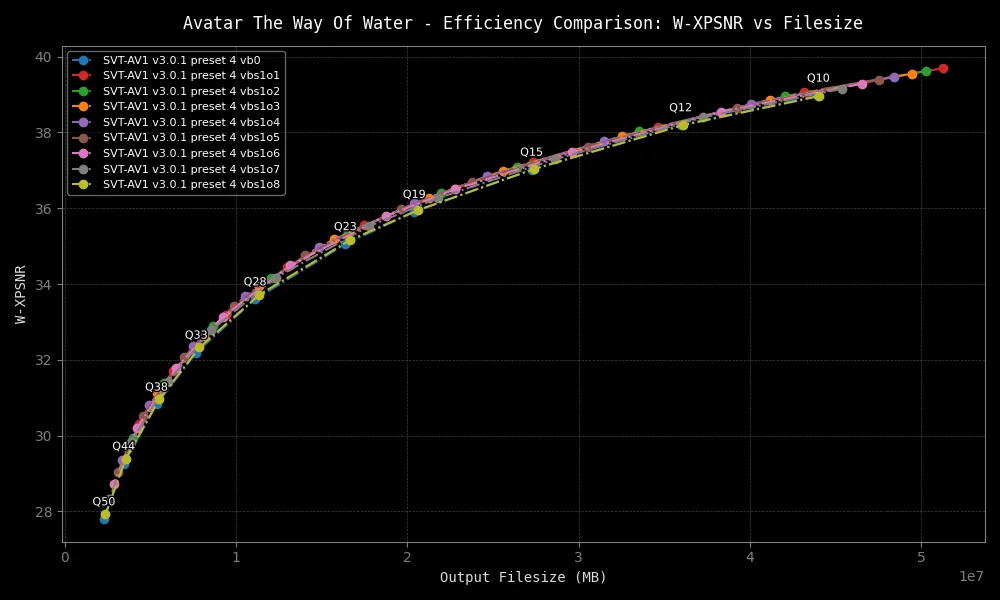 Avatar The Way Of Water - Efficiency Comparison: W-XPSNR vs Filesize
SVT-AV1 v3.0.1 preset 4 vb0
SVT-AV1 v3.0.1 preset 4 vbs1o1
SVT-AV1 v3.0.1 preset 4 vbs1o2
SVT-AV1 v3.0.1 preset 4 vbs1o3
SVT-AV1 v3.0.1 preset 4 vbs1o4
SVT-AV1 v3.0.1 preset 4 vbs1o5
SVT-AV1 v3.0.1 preset 4 vbs1o6
SVT-AV1 v3.0.1 preset 4 vbs1o7
SVT-AV1 v3.0.1 preset 4 vbs1o8
W-XPSNR
40
38
36
34
32
30
28
Q10
Q12
Q15
Q19
Q23
Q28
Q33
Q38
Q44
Q50
0 1 2 3 4 5
1e7
Output Filesize (MB)